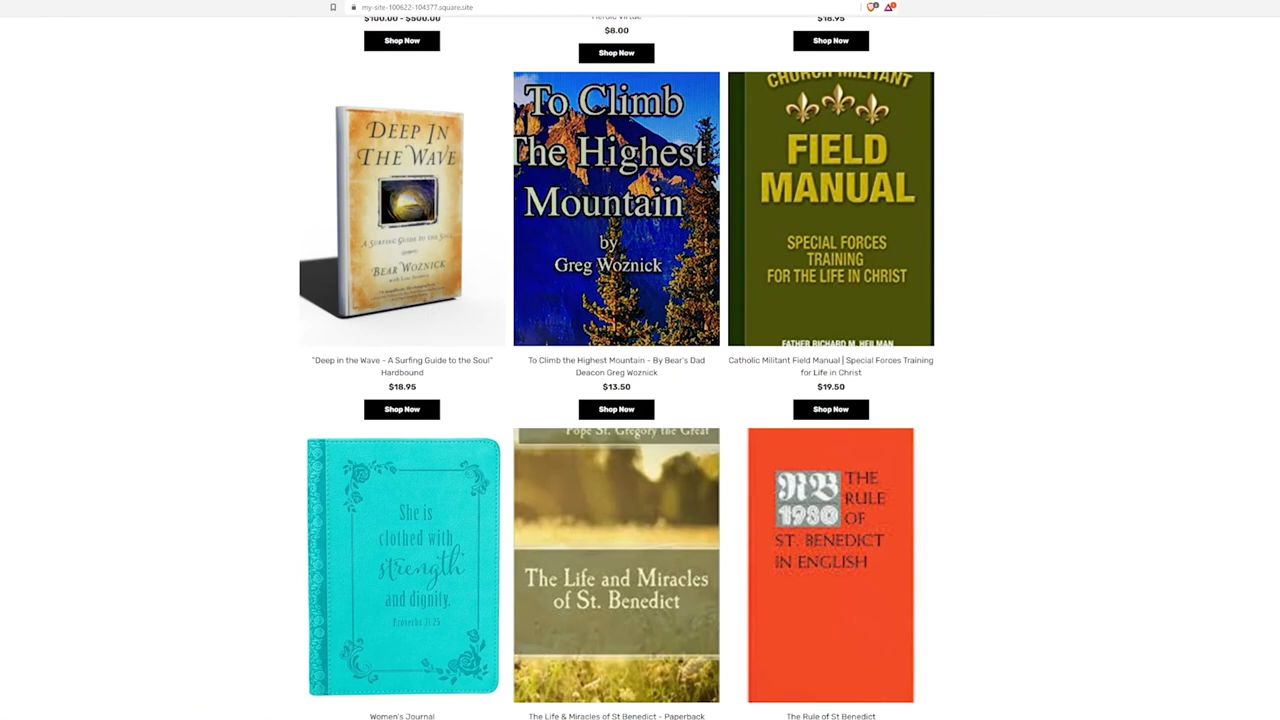 my-site-100622-104377.square.site
$100.00 - $500.00
Shop Now
Heroic Virtue
$8.00
Shop Now
$18.95
Shop Now
DEEP IN
THE WAVE
A SURFING GUIDE TO THE SOUL
BEAR WOZNICK
"Deep in the Wave - A Surfing Guide to the Soul"
Hardbound
$18.95
Shop Now
To Climb
The Highest
Mountain
by
Greg Woznick
To Climb the Highest Mountain - By Bear's Dad
Deacon Greg Woznick
$13.50
Shop Now
CHURCH MILITANT
FIELD
MANUAL
SPECIAL FORCES
TRAINING
FOR THE LIFE IN CHRIST
FATHER RICHARD M. HEILMAN
Catholic Militant Field Manual | Special Forces Training
for Life in Christ
$19.50
Shop Now
She is
clothed with
strength
and dignity.
Proverbs 31:25
Women's Journal
Pope St. Gregory the Great
The Life and Miracles
of St. Benedict
The Life & Miracles of St Benedict - Paperback
RB
1980
THE
RULE
OF
ST. BENEDICT
IN ENGLISH
The Rule of St Benedict